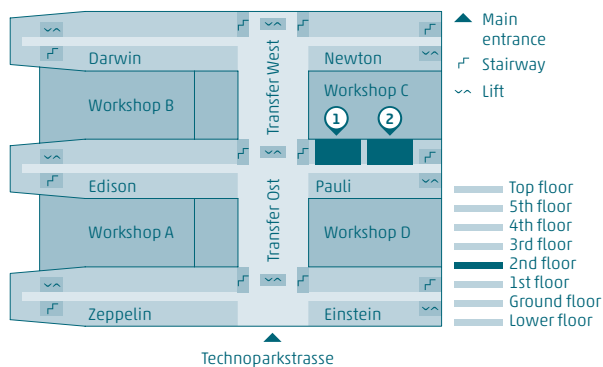 Darwin
Newton
Workshop B
Transfer West
Workshop C
1
2
Edison
Pauli
Workshop A
Transfer Ost
Workshop D
Zeppelin
Einstein
Technoparkstrasse
Main
entrance
Stairway
Lift
Top floor
5th floor
4th floor
3rd floor
2nd floor
1st floor
Ground floor
Lower floor